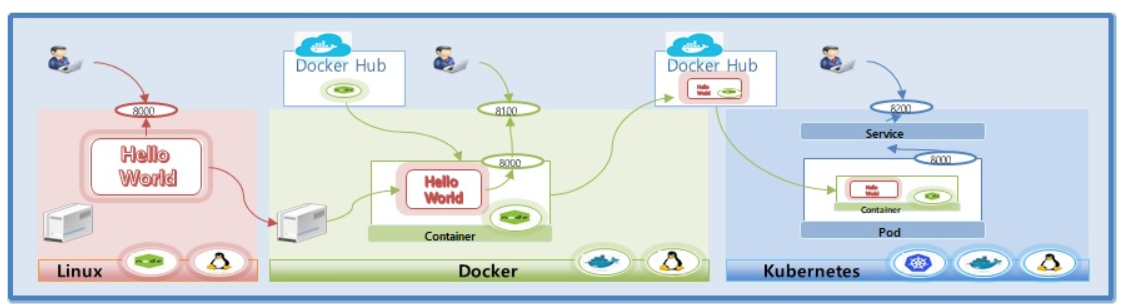 Docker Hub
Docker Hub
8000
8100
8200
Hello
World
Hello
World
8000
Container
Hello
World
Service
8000
Hello
World
Container
Pod
Linux
Docker
Kubernetes